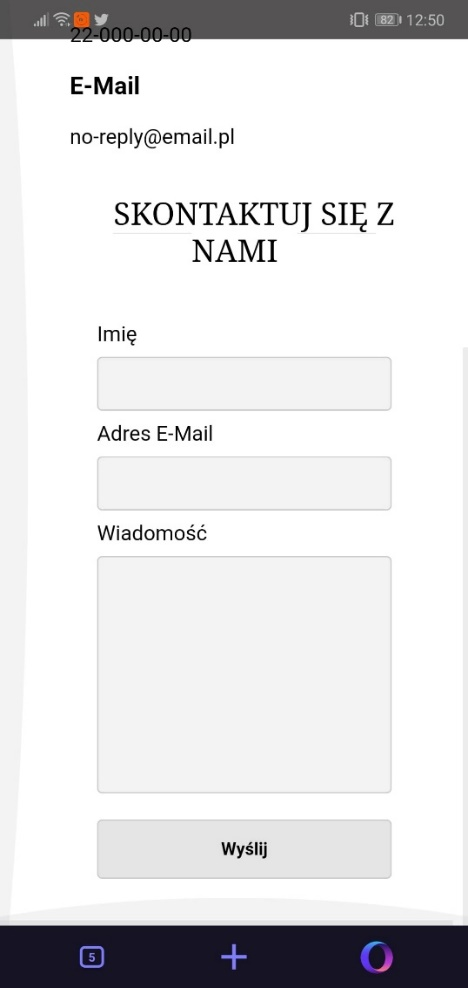 82 12:50
22-000-00-00
E-Mail
no-reply@email.pl
SKONTAKTUJ SIĘ Z
NAMI
Imię
Adres E-Mail
Wiadomość
Wyślij
5